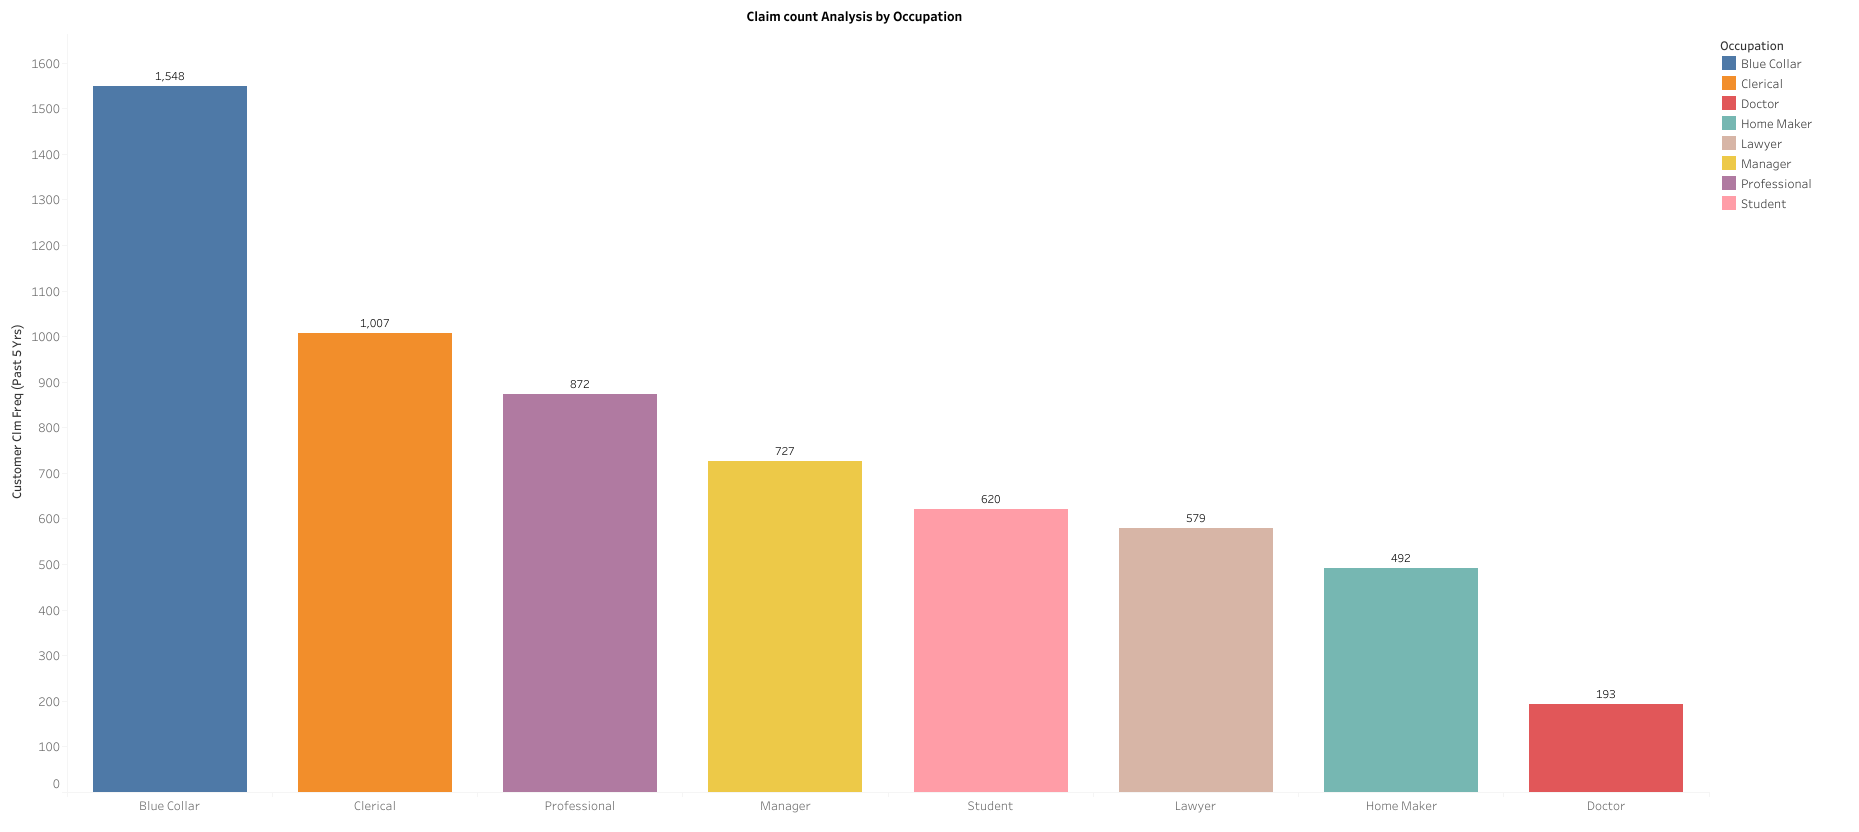 Claim count Analysis by Occupation
Customer Clm Freq (Past 5 Yrs)
1600
1500
1400
1300
1200
1100
1000
900
800
700
600
500
400
300
200
100
0
1,548
1,007
872
727
620
579
492
193
Blue Collar
Clerical
Professional
Manager
Student
Lawyer
Home Maker
Doctor
Occupation
Blue Collar
Clerical
Doctor
Home Maker
Lawyer
Manager
Professional
Student